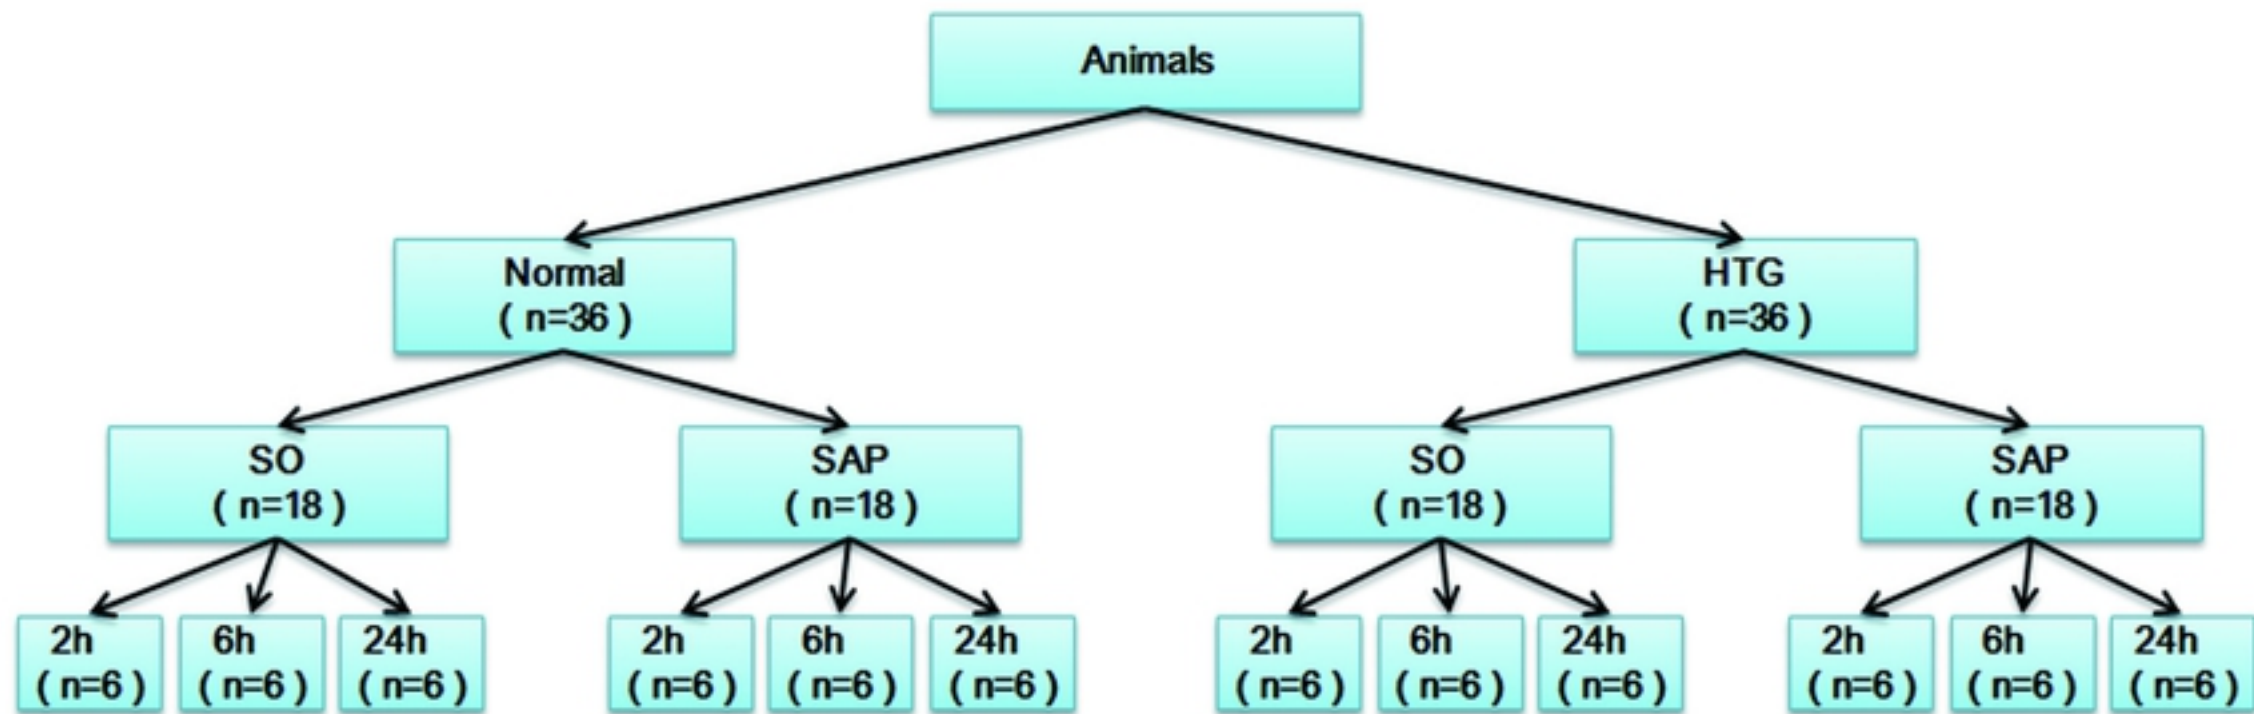 Animals
Normal
( n=36 )
HTG
( n=36 )
SO
( n=18 )
SAP
( n=18 )
SO
( n=18 )
SAP
( n=18 )
2h
( n=6 )
6h
( n=6 )
24h
( n=6 )
2h
( n=6 )
6h
( n=6 )
24h
( n=6 )
2h
( n=6 )
6h
( n=6 )
24h
( n=6 )
2h
( n=6 )
6h
( n=6 )
24h
( n=6 )